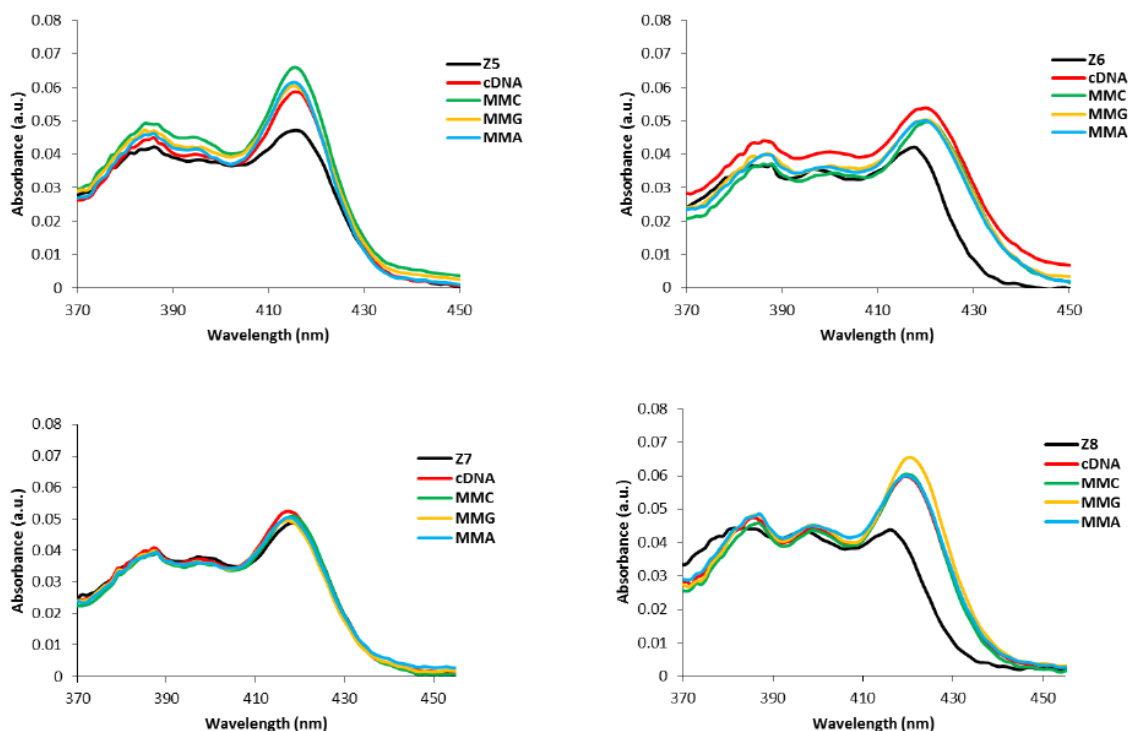 0.08
0.07
0.06
0.05
0.04
0.03
0.02
0.01
0
Absorbance (a.u.)
370
390
410
430
450
Wavelength (nm)
Z5
cDNA
MMC
MMG
MMA
0.08
0.07
0.06
0.05
0.04
0.03
0.02
0.01
0
Absorbance (a.u.)
370
390
410
430
450
Wavlength (nm)
Z6
cDNA
MMC
MMG
MMA
0.08
0.07
0.06
0.05
0.04
0.03
0.02
0.01
0
Absorbance (a.u.)
370
390
410
430
450
Wavelength (nm)
Z7
cDNA
MMC
MMG
MMA
0.08
0.07
0.06
0.05
0.04
0.03
0.02
0.01
0
Absorbance (a.u.)
370
390
410
430
450
Wavelength (nm)
Z8
cDNA
MMC
MMG
MMA